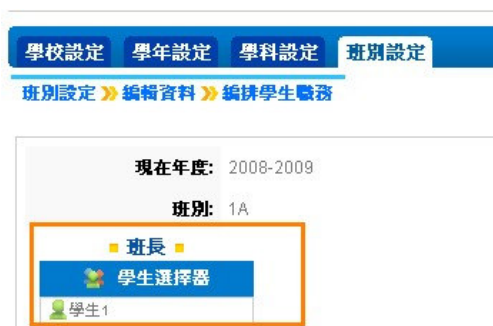 學校設定 學年設定 學科設定 班別設定
班別設定 » 編輯資料 » 編排學生職務
現在年度: 2008-2009
班別: 1A
班長
學生選擇器
學生1